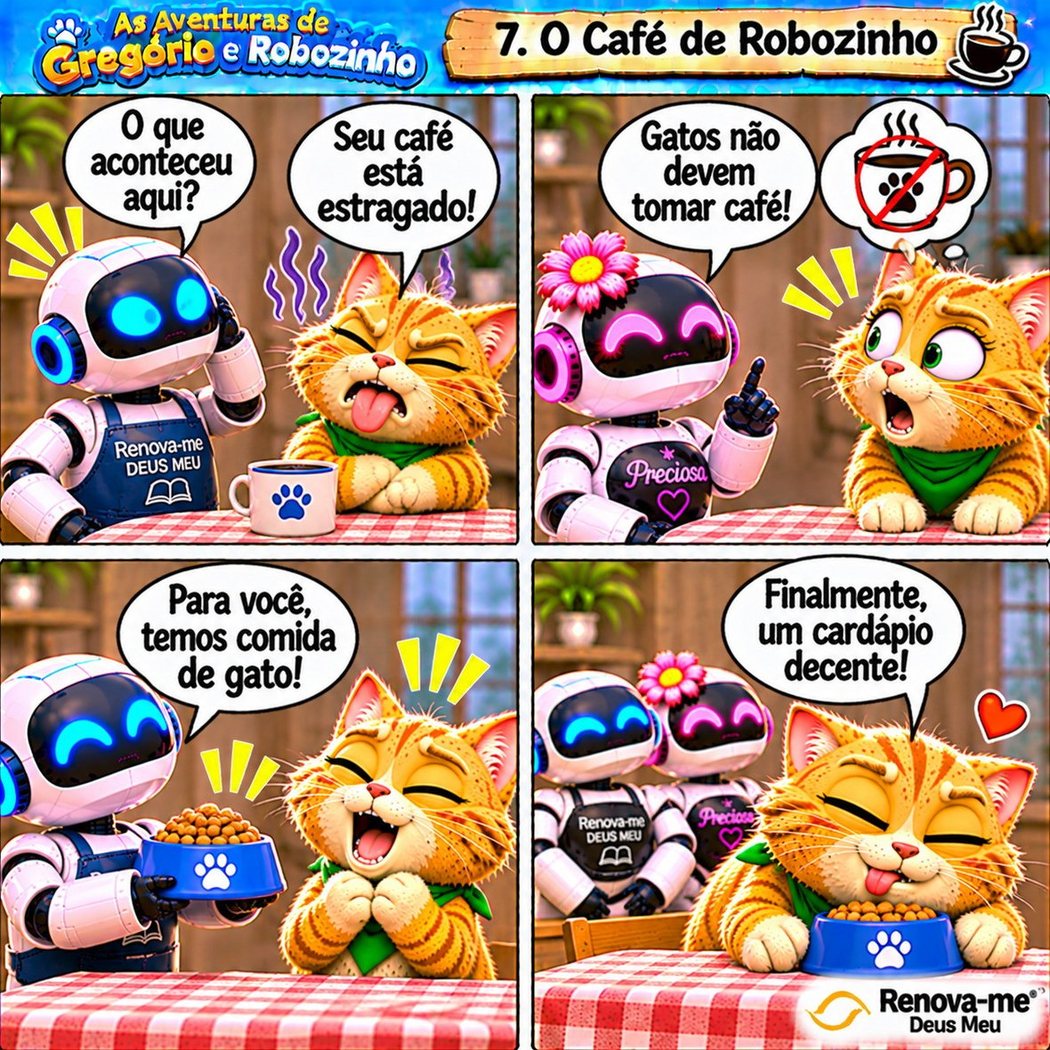 As Aventuras de
Gregório e Robozinho
7. O Café de Robozinho
O que
aconteceu
aqui?
Seu café
está
estragado!
Renova-me
DEUS MEU
Gatos não
devem
tomar café!
Preciosa
Para você,
temos comida
de gato!
Finalmente,
um cardápio
decente!
Renova-me
DEUS MEU
Preciosa
Renova-me®
Deus Meu